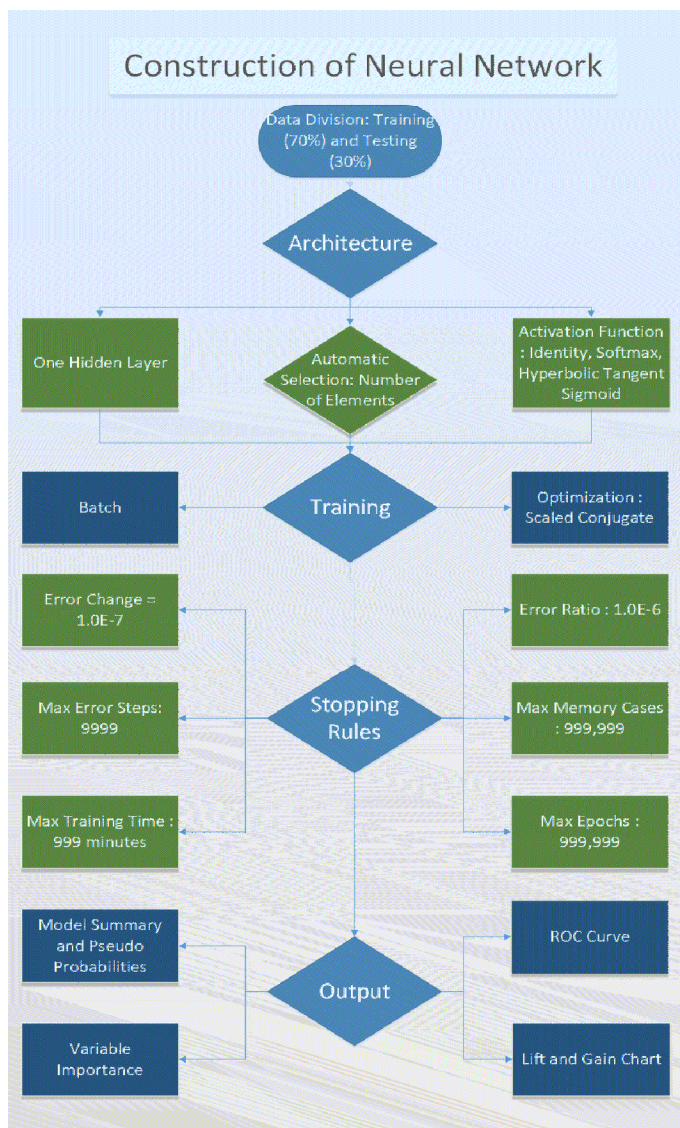 Construction of Neural Network
Data Division: Training
(70%) and Testing
(30%)
Architecture
One Hidden Layer
Automatic
Selection: Number
of Elements
Activation Function
: Identity, Softmax,
Hyperbolic Tangent
Sigmoid
Batch
Training
Optimization :
Scaled Conjugate
Error Change =
1.0E-7
Error Ratio : 1.0E-6
Max Error Steps:
9999
Stopping
Rules
Max Memory Cases
: 999,999
Max Training Time :
999 minutes
Max Epochs :
999,999
Model Summary
and Pseudo
Probabilities
ROC Curve
Output
Variable
Importance
Lift and Gain Chart